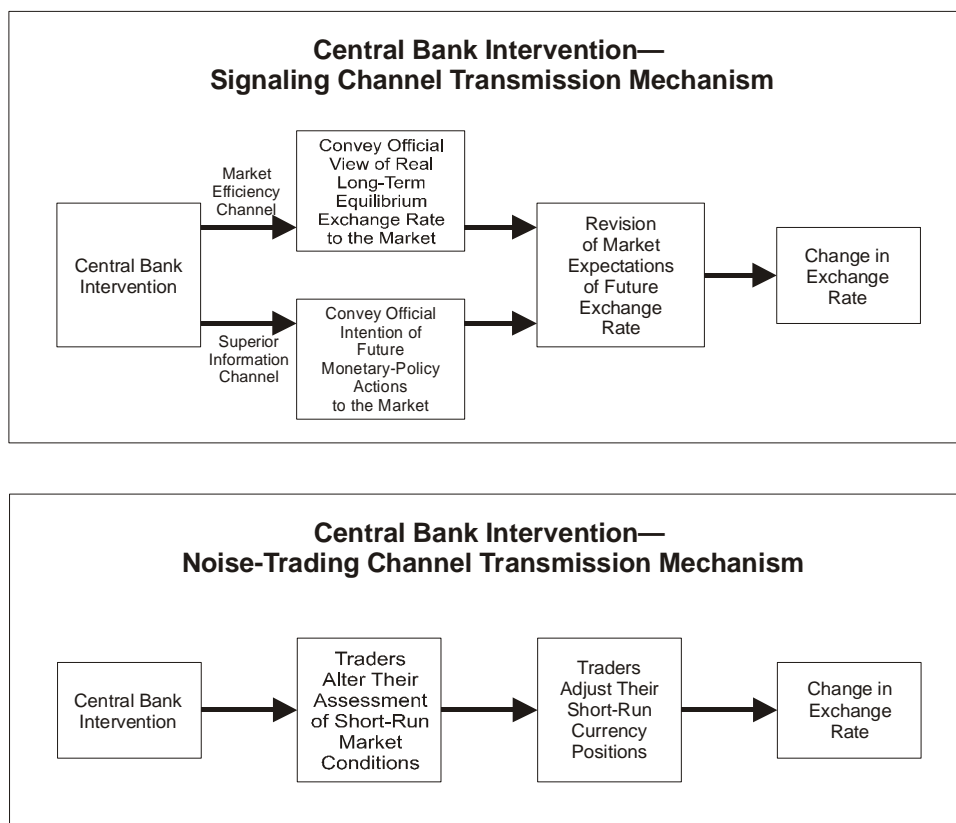 Central Bank Intervention—
Signaling Channel Transmission Mechanism
Central Bank
Intervention
Market
Efficiency
Channel
Convey Official
View of Real
Long-Term
Equilibrium
Exchange Rate
to the Market
Superior
Information
Channel
Convey Official
Intention of
Future
Monetary-Policy
Actions
to the Market
Revision
of Market
Expectations
of Future
Exchange
Rate
Change in
Exchange
Rate
Central Bank Intervention—
Noise-Trading Channel Transmission Mechanism
Central Bank
Intervention
Traders
Alter Their
Assessment
of Short-Run
Market
Conditions
Traders
Adjust Their
Short-Run
Currency
Positions
Change in
Exchange
Rate